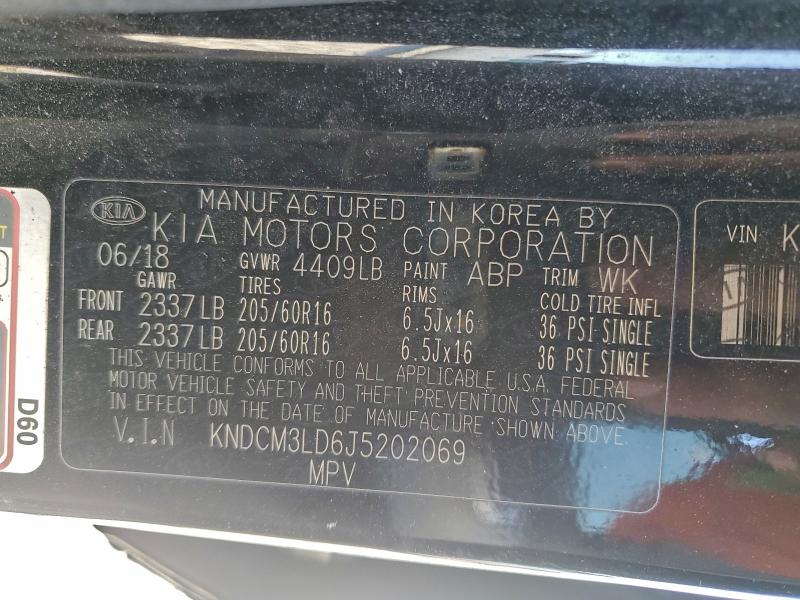 MANUFACTURED IN KOREA BY
KIA KIA MOTORS CORPORATION
06/18 GVWR 4409LB PAINT ABP TRIM WK
GAWR TIRES RIMS COLD TIRE INFL
FRONT 2337LB 205/60R16 6.5Jx16 36 PSI SINGLE
REAR 2337LB 205/60R16 6.5Jx16 36 PSI SINGLE
THIS VEHICLE CONFORMS TO ALL APPLICABLE U.S.A. FEDERAL
MOTOR VEHICLE SAFETY AND THEFT PREVENTION STANDARDS
IN EFFECT ON THE DATE OF MANUFACTURE SHOWN ABOVE.
V.I.N KNDCM3LD6J5202069
MPV
VIN K
D60